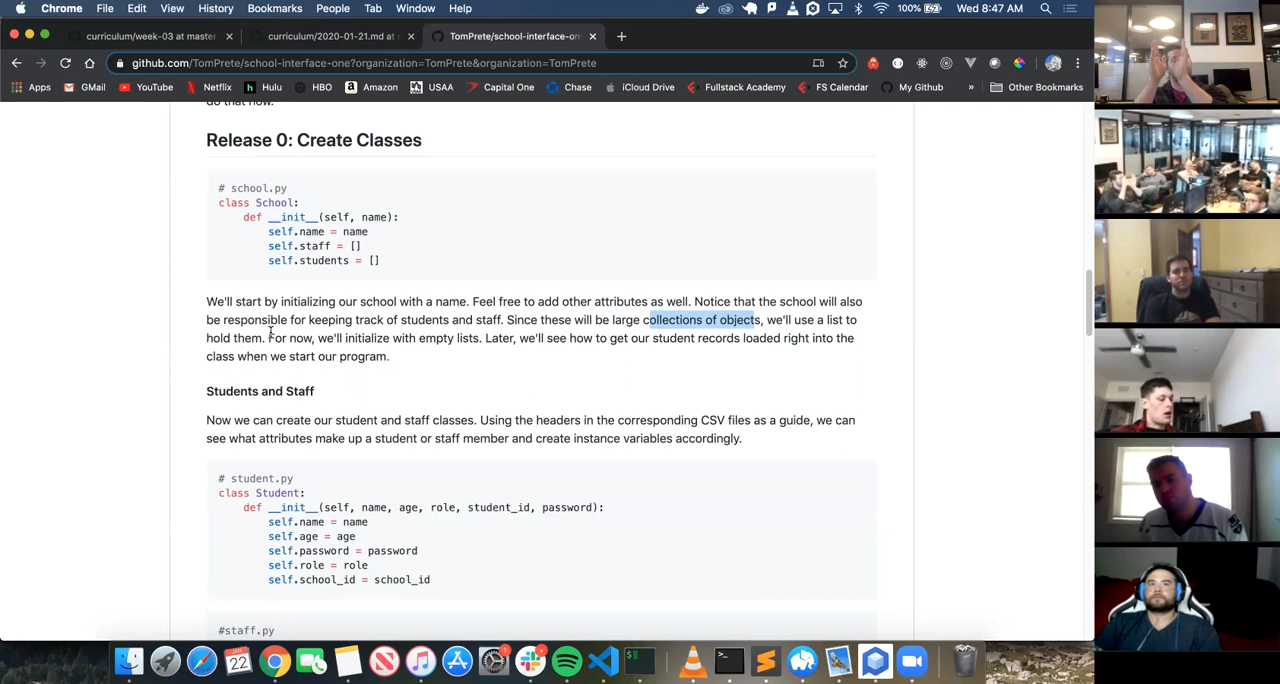 Chrome File Edit View History Bookmarks People Tab Window Help 100% Wed 8:47 AM
curriculum/week-03 at master curriculum/2020-01-21.md at m TomPrete/school-interface-on
github.com/TomPrete/school-interface-one?organization=TomPrete&organization=TomPrete
Apps GMail YouTube Netflix Hulu HBO Amazon USAA Capital One Chase iCloud Drive Fullstack Academy FS Calendar My Github » Other Bookmarks
do that now.
Release 0: Create Classes
# school.py
class School:
def __init__(self, name):
self.name = name
self.staff = []
self.students = []
We'll start by initializing our school with a name. Feel free to add other attributes as well. Notice that the school will also
be responsible for keeping track of students and staff. Since these will be large collections of objects, we'll use a list to
hold them. For now, we'll initialize with empty lists. Later, we'll see how to get our student records loaded right into the
class when we start our program.
Students and Staff
Now we can create our student and staff classes. Using the headers in the corresponding CSV files as a guide, we can
see what attributes make up a student or staff member and create instance variables accordingly.
# student.py
class Student:
def __init__(self, name, age, role, student_id, password):
self.name = name
self.age = age
self.password = password
self.role = role
self.school_id = school_id
#staff.py
22